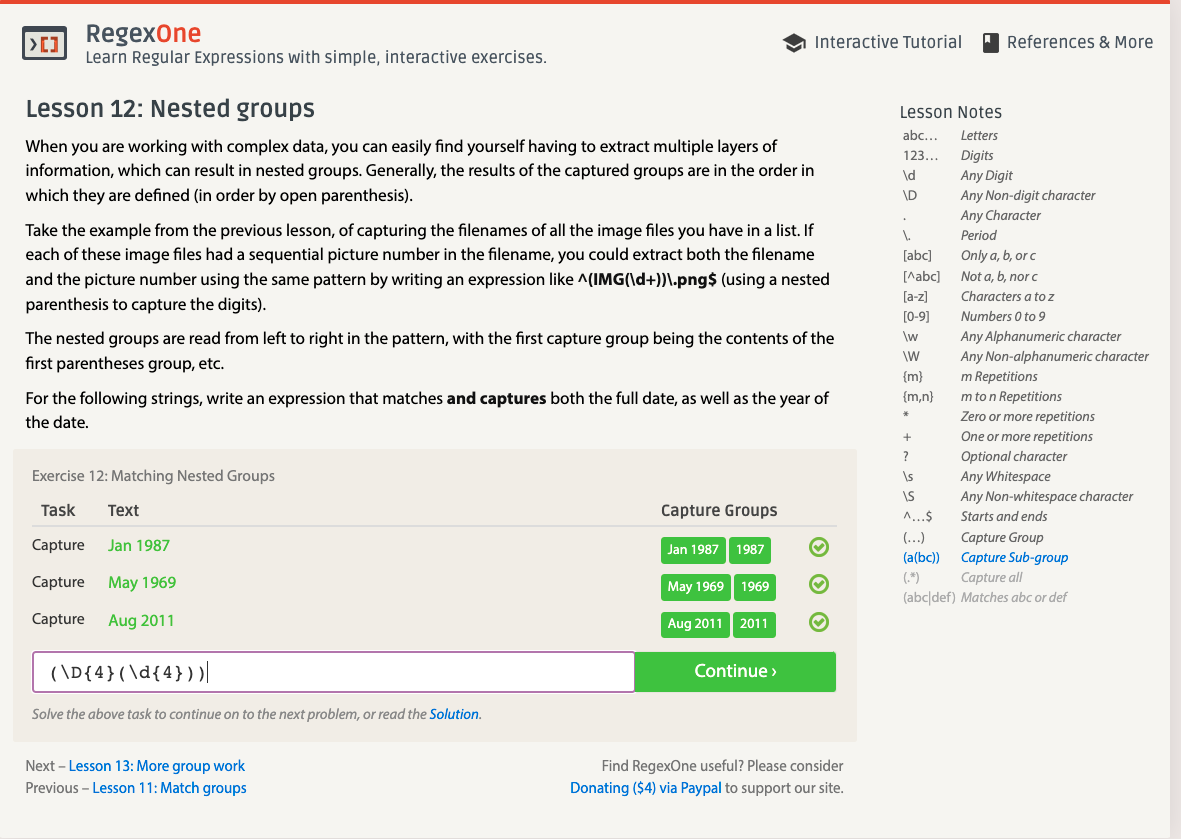 RegexOne
Learn Regular Expressions with simple, interactive exercises.
Interactive Tutorial
References & More
Lesson 12: Nested groups
When you are working with complex data, you can easily find yourself having to extract multiple layers of
information, which can result in nested groups. Generally, the results of the captured groups are in the order in
which they are defined (in order by open parenthesis).
Take the example from the previous lesson, of capturing the filenames of all the image files you have in a list. If
each of these image files had a sequential picture number in the filename, you could extract both the filename
and the picture number using the same pattern by writing an expression like ^(IMG(\d+))\.png$ (using a nested
parenthesis to capture the digits).
The nested groups are read from left to right in the pattern, with the first capture group being the contents of the
first parentheses group, etc.
For the following strings, write an expression that matches and captures both the full date, as well as the year of
the date.
Exercise 12: Matching Nested Groups
Task Text Capture Groups
Capture Jan 1987 Jan 1987 1987
Capture May 1969 May 1969 1969
Capture Aug 2011 Aug 2011 2011
(\D{4}(\d{4}))
Continue ›
Solve the above task to continue on to the next problem, or read the Solution.
Next – Lesson 13: More group work
Previous – Lesson 11: Match groups
Find RegexOne useful? Please consider
Donating ($4) via Paypal to support our site.
Lesson Notes
abc… Letters
123… Digits
\d Any Digit
\D Any Non-digit character
. Any Character
\. Period
[abc] Only a, b, or c
[^abc] Not a, b, nor c
[a-z] Characters a to z
[0-9] Numbers 0 to 9
\w Any Alphanumeric character
\W Any Non-alphanumeric character
{m} m Repetitions
{m,n} m to n Repetitions
* Zero or more repetitions
+ One or more repetitions
? Optional character
\s Any Whitespace
\S Any Non-whitespace character
^…$ Starts and ends
(…) Capture Group
(a(bc)) Capture Sub-group
(.*) Capture all
(abc|def) Matches abc or def